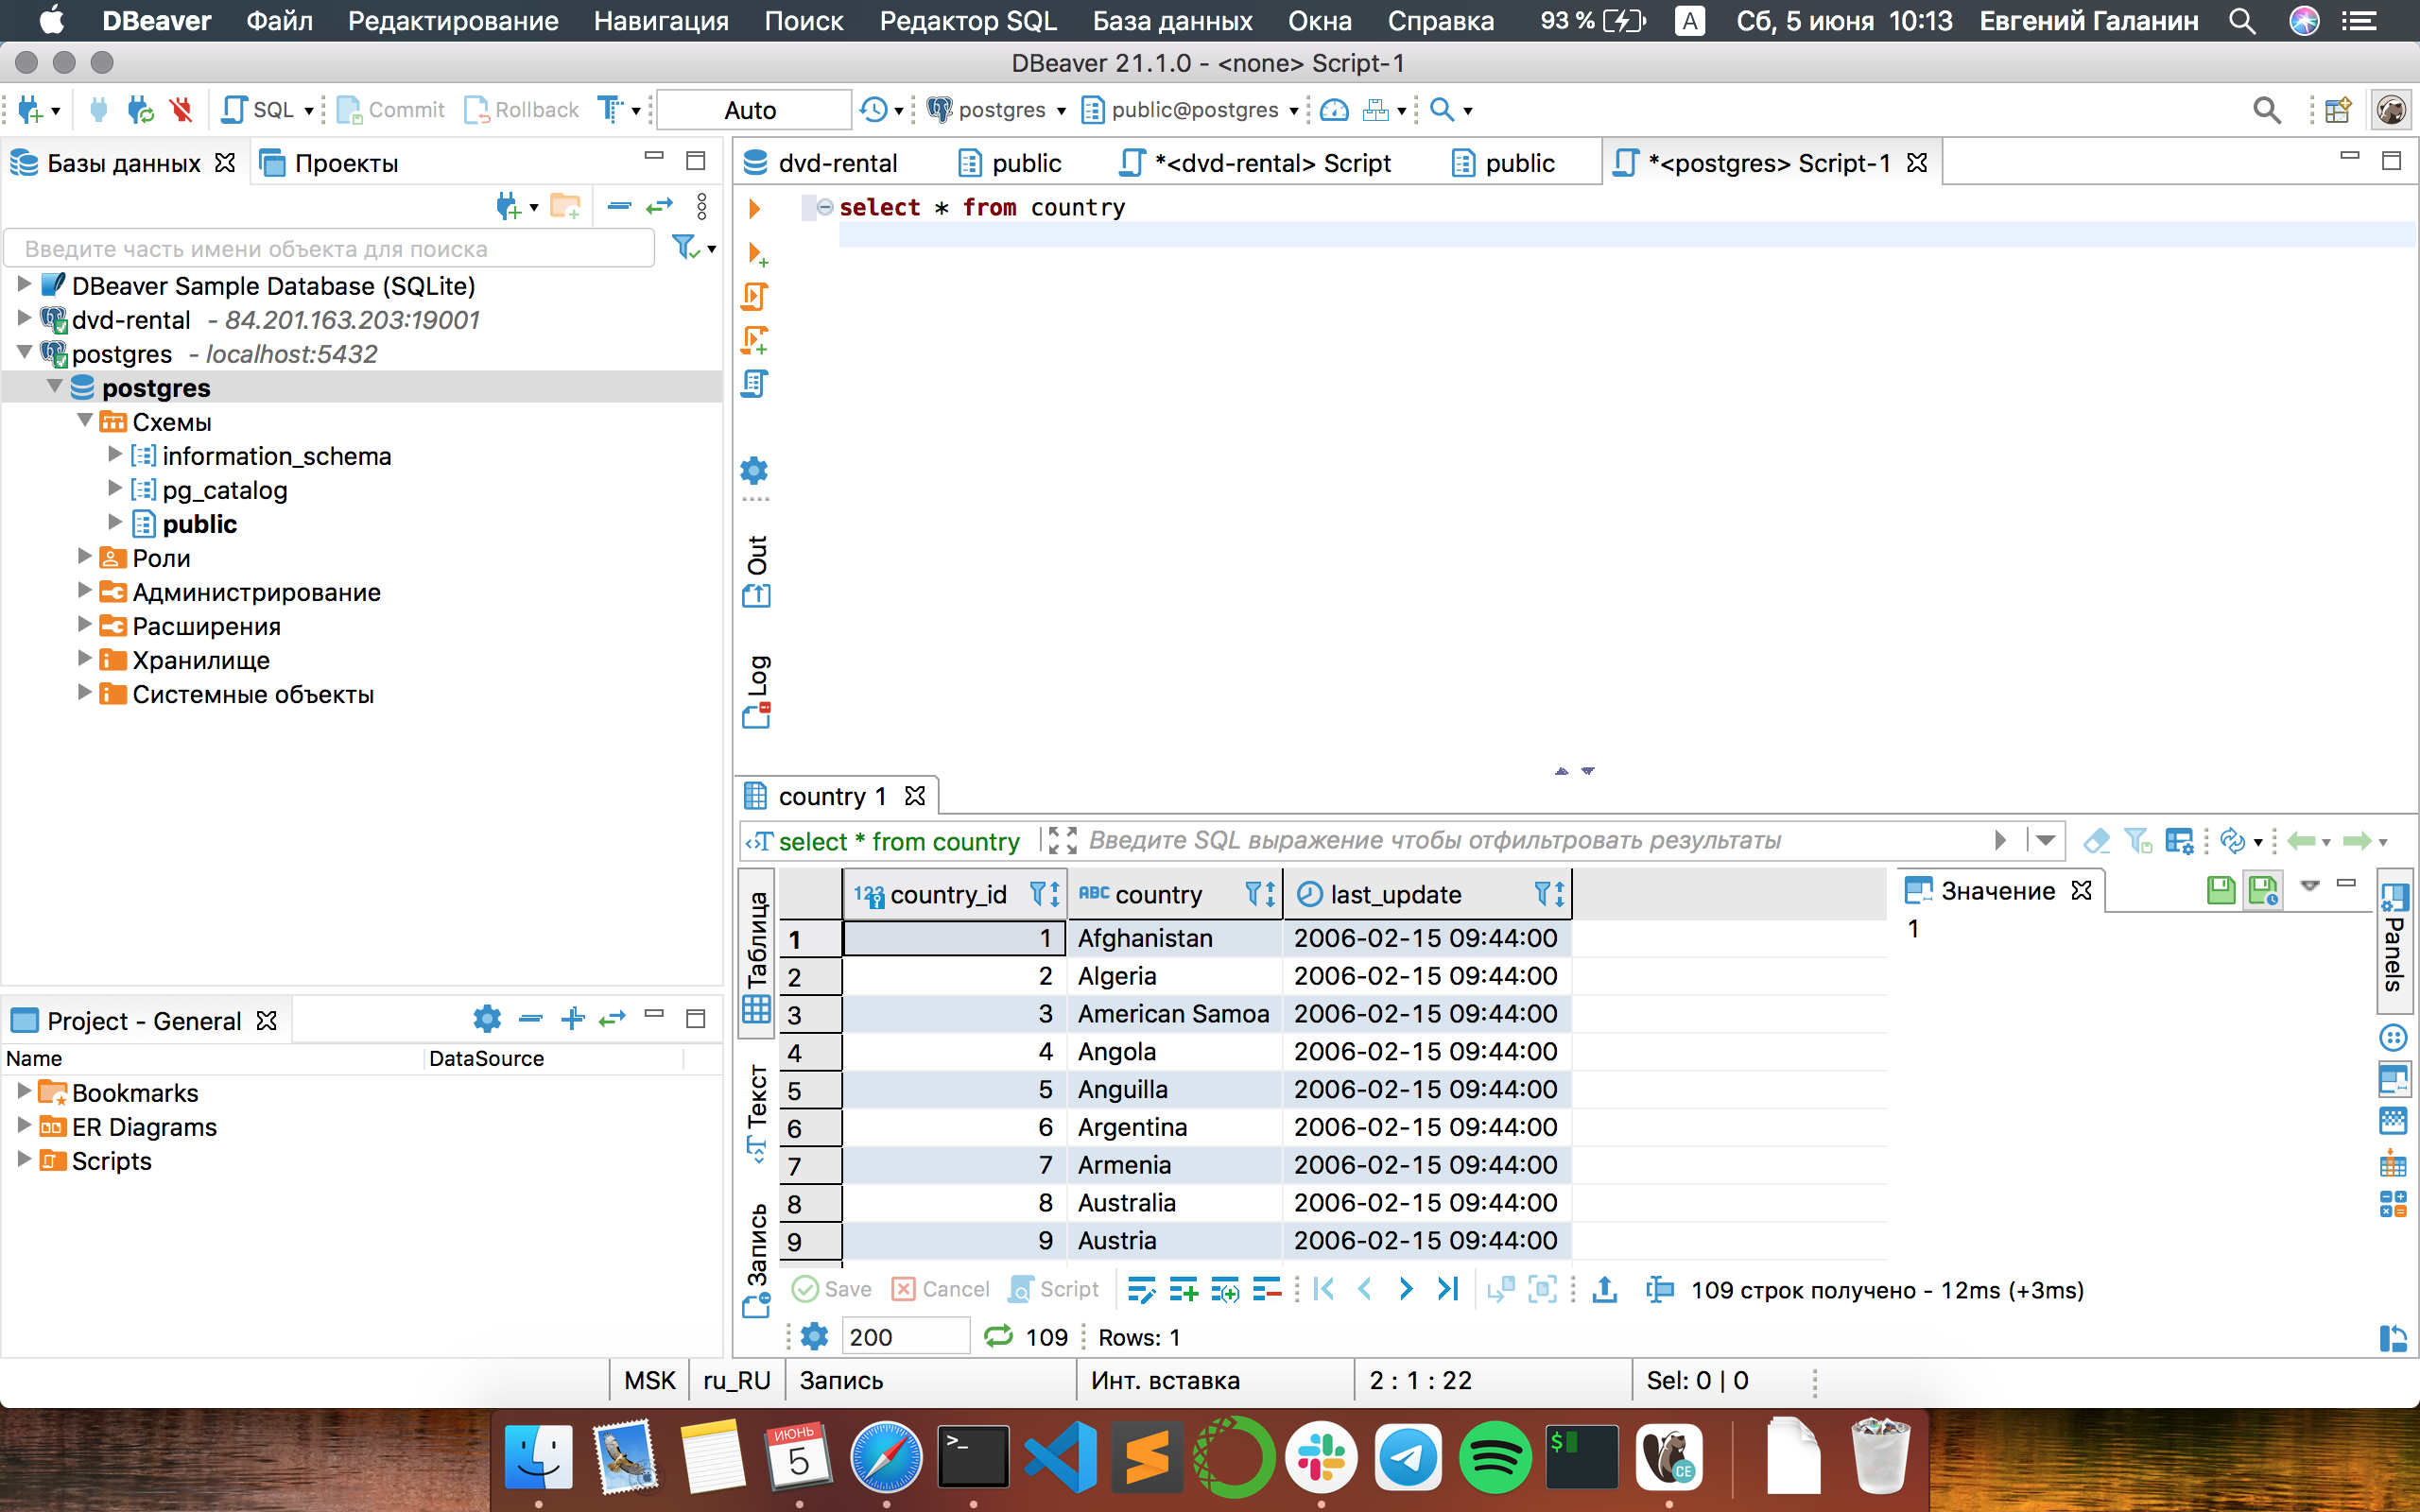 DBeaver Файл Редактирование Навигация Поиск Редактор SQL База данных Окна Справка 93 % A Сб, 5 июня 10:13 Евгений Галанин
DBeaver 21.1.0 - <none> Script-1
SQL Commit Rollback T Auto postgres public@postgres
Базы данных Проекты
dvd-rental public *<dvd-rental> Script public *<postgres> Script-1
Введите часть имени объекта для поиска
DBeaver Sample Database (SQLite)
dvd-rental - 84.201.163.203:19001
postgres - localhost:5432
postgres
Схемы
information_schema
pg_catalog
public
Роли
Администрирование
Расширения
Хранилище
Системные объекты
Project - General
Name DataSource
Bookmarks
ER Diagrams
Scripts
select * from country
Out
Log
country 1
select * from country Введите SQL выражение чтобы отфильтровать результаты
Таблица
Текст
Запись
123 country_id ABC country last_update
1 1 Afghanistan 2006-02-15 09:44:00
2 2 Algeria 2006-02-15 09:44:00
3 3 American Samoa 2006-02-15 09:44:00
4 4 Angola 2006-02-15 09:44:00
5 5 Anguilla 2006-02-15 09:44:00
6 6 Argentina 2006-02-15 09:44:00
7 7 Armenia 2006-02-15 09:44:00
8 8 Australia 2006-02-15 09:44:00
9 9 Austria 2006-02-15 09:44:00
Значение
1
Panels
Save Cancel Script 109 строк получено - 12ms (+3ms)
200 109 Rows: 1
MSK ru_RU Запись Инт. вставка 2 : 1 : 22 Sel: 0 | 0
ИЮНЬ
5
>_
$
CE